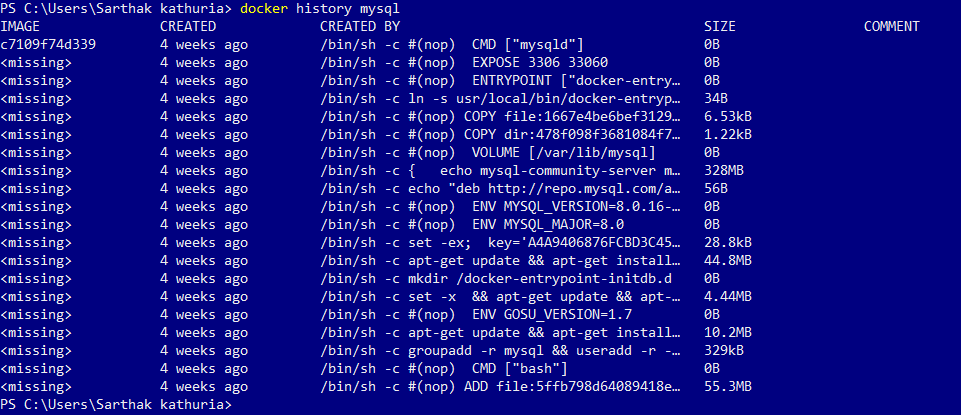 PS C:\Users\Sarthak kathuria> docker history mysql
IMAGE CREATED CREATED BY SIZE COMMENT
c7109f74d339 4 weeks ago /bin/sh -c #(nop)  CMD ["mysqld"] 0B
<missing> 4 weeks ago /bin/sh -c #(nop)  EXPOSE 3306 33060 0B
<missing> 4 weeks ago /bin/sh -c #(nop)  ENTRYPOINT ["docker-entry… 0B
<missing> 4 weeks ago /bin/sh -c ln -s usr/local/bin/docker-entryp… 34B
<missing> 4 weeks ago /bin/sh -c #(nop) COPY file:1667e4be6bef3129… 6.53kB
<missing> 4 weeks ago /bin/sh -c #(nop) COPY dir:478f098f3681084f7… 1.22kB
<missing> 4 weeks ago /bin/sh -c #(nop)  VOLUME [/var/lib/mysql] 0B
<missing> 4 weeks ago /bin/sh -c {   echo mysql-community-server m… 328MB
<missing> 4 weeks ago /bin/sh -c echo "deb http://repo.mysql.com/a… 56B
<missing> 4 weeks ago /bin/sh -c #(nop)  ENV MYSQL_VERSION=8.0.16-… 0B
<missing> 4 weeks ago /bin/sh -c #(nop)  ENV MYSQL_MAJOR=8.0 0B
<missing> 4 weeks ago /bin/sh -c set -ex;  key='A4A9406876FCBD3C45… 28.8kB
<missing> 4 weeks ago /bin/sh -c apt-get update && apt-get install… 44.8MB
<missing> 4 weeks ago /bin/sh -c mkdir /docker-entrypoint-initdb.d 0B
<missing> 4 weeks ago /bin/sh -c set -x  && apt-get update && apt-… 4.44MB
<missing> 4 weeks ago /bin/sh -c #(nop)  ENV GOSU_VERSION=1.7 0B
<missing> 4 weeks ago /bin/sh -c apt-get update && apt-get install… 10.2MB
<missing> 4 weeks ago /bin/sh -c groupadd -r mysql && useradd -r -… 329kB
<missing> 4 weeks ago /bin/sh -c #(nop)  CMD ["bash"] 0B
<missing> 4 weeks ago /bin/sh -c #(nop) ADD file:5ffb798d64089418e… 55.3MB
PS C:\Users\Sarthak kathuria>